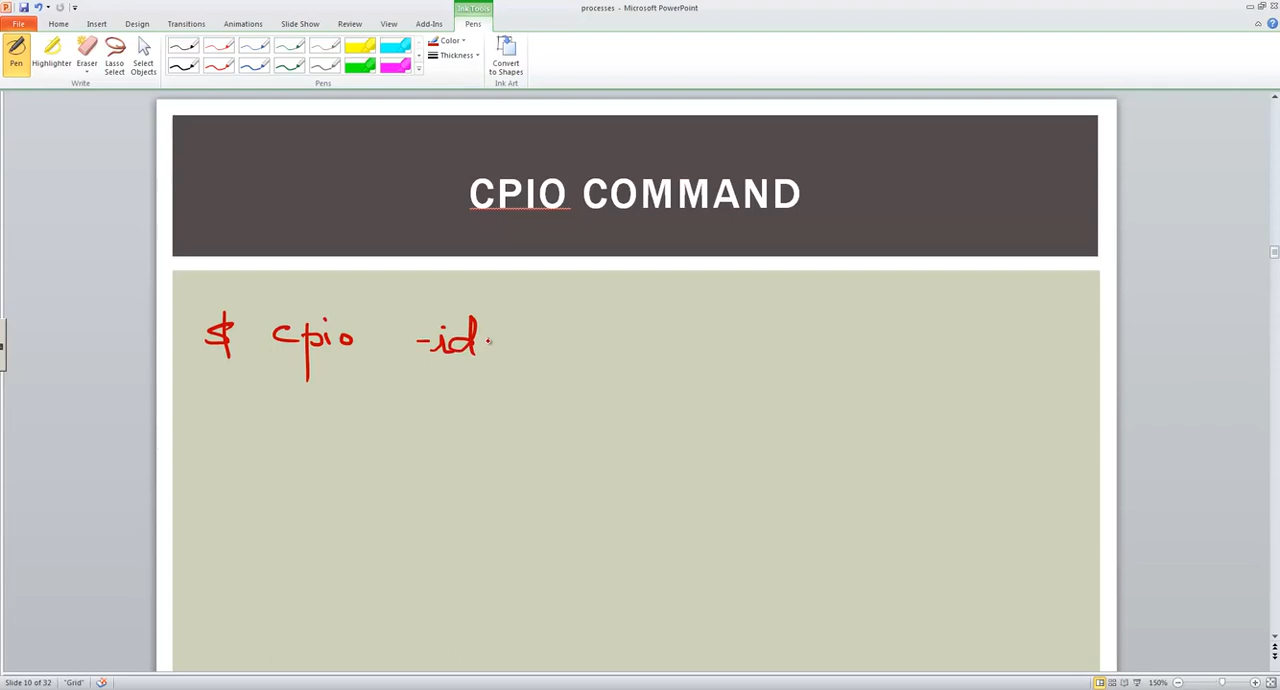 processes - Microsoft PowerPoint
Ink Tools
File Home Insert Design Transitions Animations Slide Show Review View Add-Ins Pens
Pen Highlighter Eraser Lasso Select Select Objects
Write
Pens
Color
Thickness
Convert to Shapes
Ink Art
CPIO COMMAND
$ cpio -id
Slide 10 of 32 "Grid" 150%